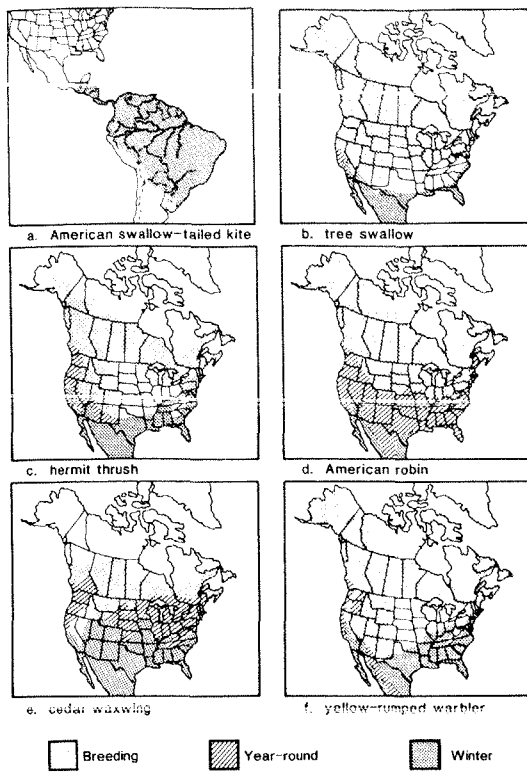 a. American swallow-tailed kite
b. tree swallow
c. hermit thrush
d. American robin
e. cedar waxwing
f. yellow-rumped warbler
Breeding
Year-round
Winter